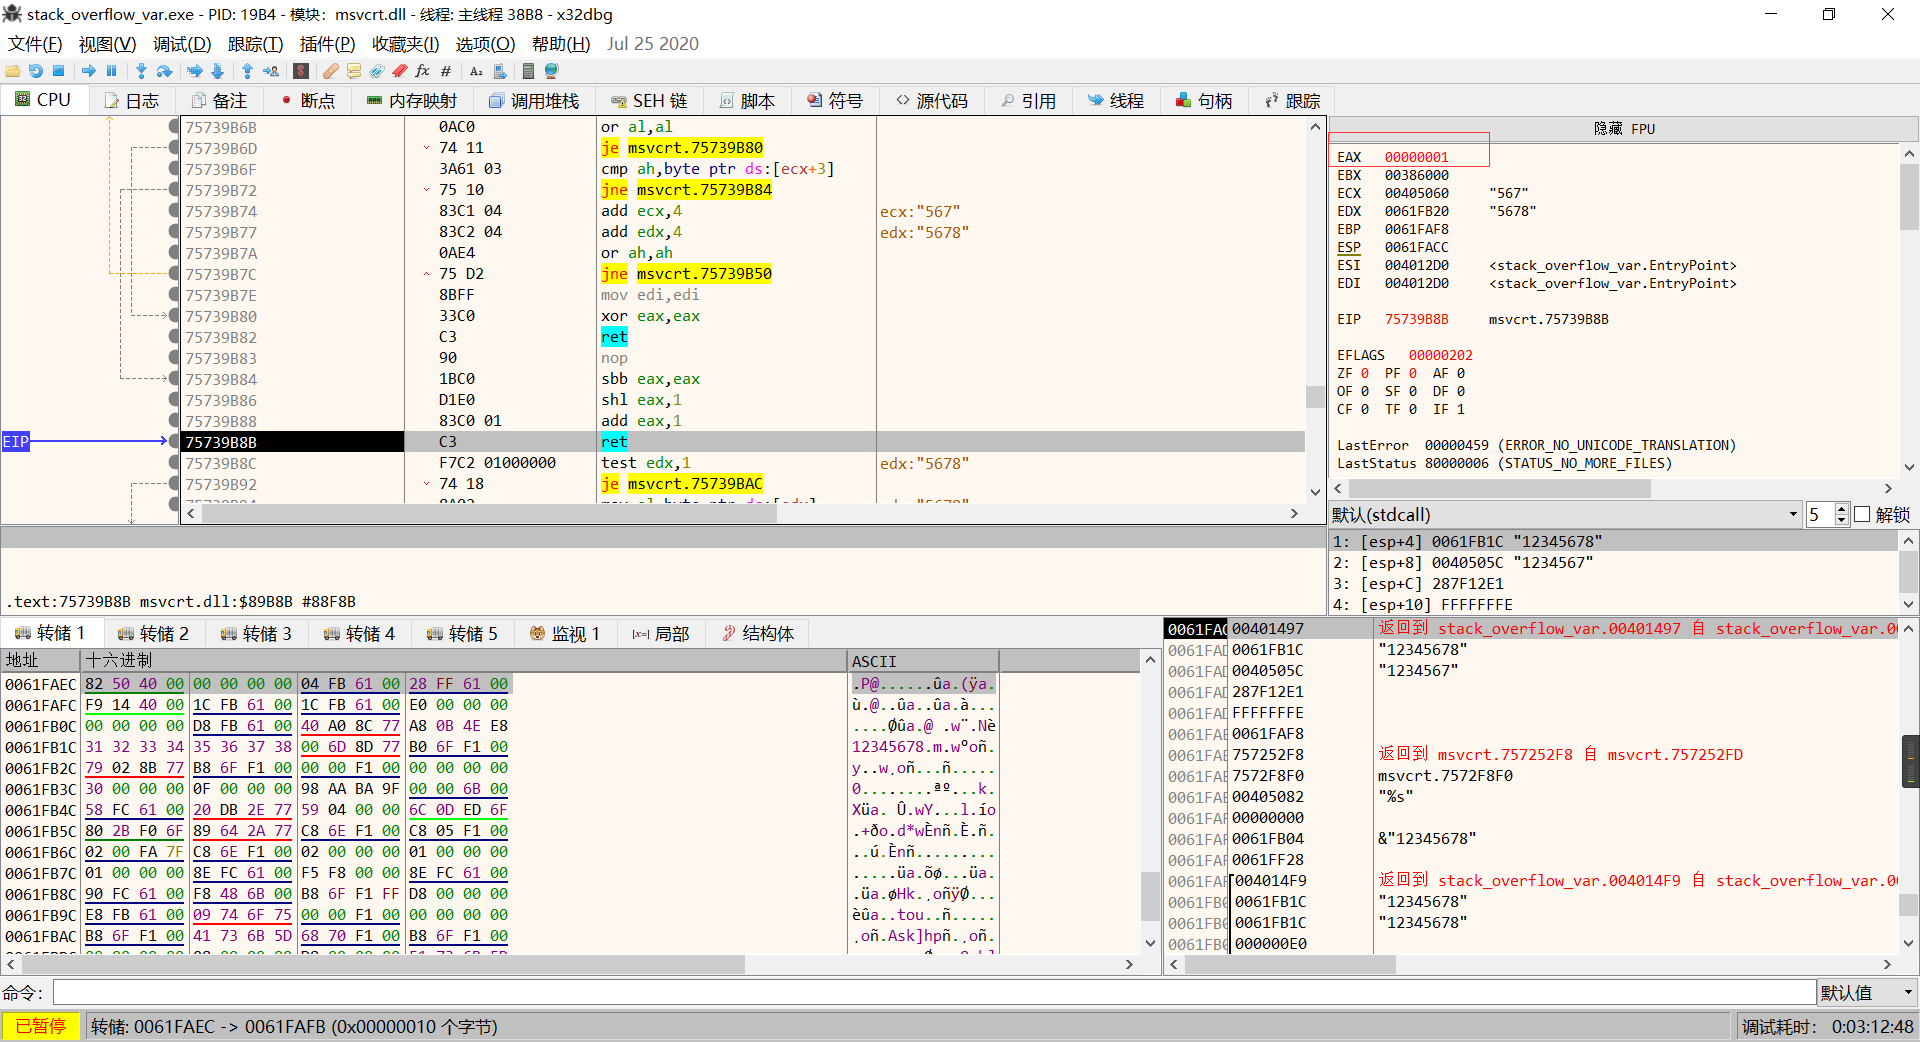 stack_overflow_var.exe - PID: 19B4 - 模块: msvcrt.dll - 线程: 主线程 38B8 - x32dbg
文件(F) 视图(V) 调试(D) 跟踪(T) 插件(P) 收藏夹(I) 选项(O) 帮助(H) Jul 25 2020
CPU 日志 备注 断点 内存映射 调用堆栈 SEH 链 脚本 符号 源代码 引用 线程 句柄 跟踪
75739B6B 0AC0 or al,al
75739B6D 74 11 je msvcrt.75739B80
75739B6F 3A61 03 cmp ah,byte ptr ds:[ecx+3]
75739B72 75 10 jne msvcrt.75739B84
75739B74 83C1 04 add ecx,4 ecx:"567"
75739B77 83C2 04 add edx,4 edx:"5678"
75739B7A 0AE4 or ah,ah
75739B7C 75 D2 jne msvcrt.75739B50
75739B7E 8BFF mov edi,edi
75739B80 33C0 xor eax,eax
75739B82 C3 ret
75739B83 90 nop
75739B84 1BC0 sbb eax,eax
75739B86 D1E0 shl eax,1
75739B88 83C0 01 add eax,1
EIP 75739B8B C3 ret
75739B8C F7C2 01000000 test edx,1 edx:"5678"
75739B92 74 18 je msvcrt.75739BAC
.text:75739B8B msvcrt.dll:$89B8B #88F8B
隐藏 FPU
EAX 00000001
EBX 00386000
ECX 00405060 "567"
EDX 0061FB20 "5678"
EBP 0061FAF8
ESP 0061FACC
ESI 004012D0 <stack_overflow_var.EntryPoint>
EDI 004012D0 <stack_overflow_var.EntryPoint>
EIP 75739B8B msvcrt.75739B8B
EFLAGS 00000202
ZF 0 PF 0 AF 0
OF 0 SF 0 DF 0
CF 0 TF 0 IF 1
LastError 00000459 (ERROR_NO_UNICODE_TRANSLATION)
LastStatus 80000006 (STATUS_NO_MORE_FILES)
默认(stdcall) 5 解锁
1: [esp+4] 0061FB1C "12345678"
2: [esp+8] 0040505C "1234567"
3: [esp+C] 287F12E1
4: [esp+10] FFFFFFFE
转储 1 转储 2 转储 3 转储 4 转储 5 监视 1 [x=] 局部 结构体
地址 十六进制 ASCII
0061FAEC 82 50 40 00 00 00 00 00 04 FB 61 00 28 FF 61 00 .P@......ûa.(ÿa.
0061FAFC F9 14 40 00 1C FB 61 00 1C FB 61 00 E0 00 00 00 ù.@..ûa..ûa.à...
0061FB0C 00 00 00 00 D8 FB 61 00 40 A0 8C 77 A8 0B 4E E8 ....Øûa.@ .w¨.Nè
0061FB1C 31 32 33 34 35 36 37 38 00 6D 8D 77 B0 6F F1 00 12345678.m.w°oñ.
0061FB2C 79 02 8B 77 B8 6F F1 00 00 00 F1 00 00 00 00 00 y..w¸oñ...ñ.....
0061FB3C 30 00 00 00 0F 00 00 00 98 AA BA 9F 00 00 6B 00 0........ªº...k.
0061FB4C 58 FC 61 00 20 DB 2E 77 59 04 00 00 6C 0D ED 6F Xüa. Û.wY...l.ío
0061FB5C 80 2B F0 6F 89 64 2A 77 C8 6E F1 00 C8 05 F1 00 .+ðo.d*wÈnñ.È.ñ.
0061FB6C 02 00 FA 7F C8 6E F1 00 02 00 00 00 01 00 00 00 ..ú.Ènñ.........
0061FB7C 01 00 00 00 8E FC 61 00 F5 F8 00 00 8E FC 61 00 .....üa.õø...üa.
0061FB8C 90 FC 61 00 F8 48 6B 00 B8 6F F1 FF D8 00 00 00 .üa.øHk.¸oñÿØ...
0061FB9C E8 FB 61 00 09 74 6F 75 00 00 F1 00 00 00 00 00 èûa..tou..ñ.....
0061FBAC B8 6F F1 00 41 73 6B 5D 68 70 F1 00 B8 6F F1 00 ¸oñ.Ask]hpñ.¸oñ.
0061FAC 00401497 返回到 stack_overflow_var.00401497 自 stack_overflow_var.0
0061FAD 0061FB1C "12345678"
0061FAD 0040505C "1234567"
0061FAD 287F12E1
0061FAD FFFFFFFE
0061FAE 0061FAF8
0061FAE 757252F8 返回到 msvcrt.757252F8 自 msvcrt.757252FD
0061FAE 7572F8F0 msvcrt.7572F8F0
0061FAE 00405082 "%s"
0061FAF 00000000
0061FAF 0061FB04 &"12345678"
0061FAF 0061FF28
0061FAF 004014F9 返回到 stack_overflow_var.004014F9 自 stack_overflow_var.0
0061FB0 0061FB1C "12345678"
0061FB0 0061FB1C "12345678"
0061FB0 000000E0
命令: 默认值
已暂停 转储: 0061FAEC -> 0061FAFB (0x00000010 个字节) 调试耗时: 0:03:12:48